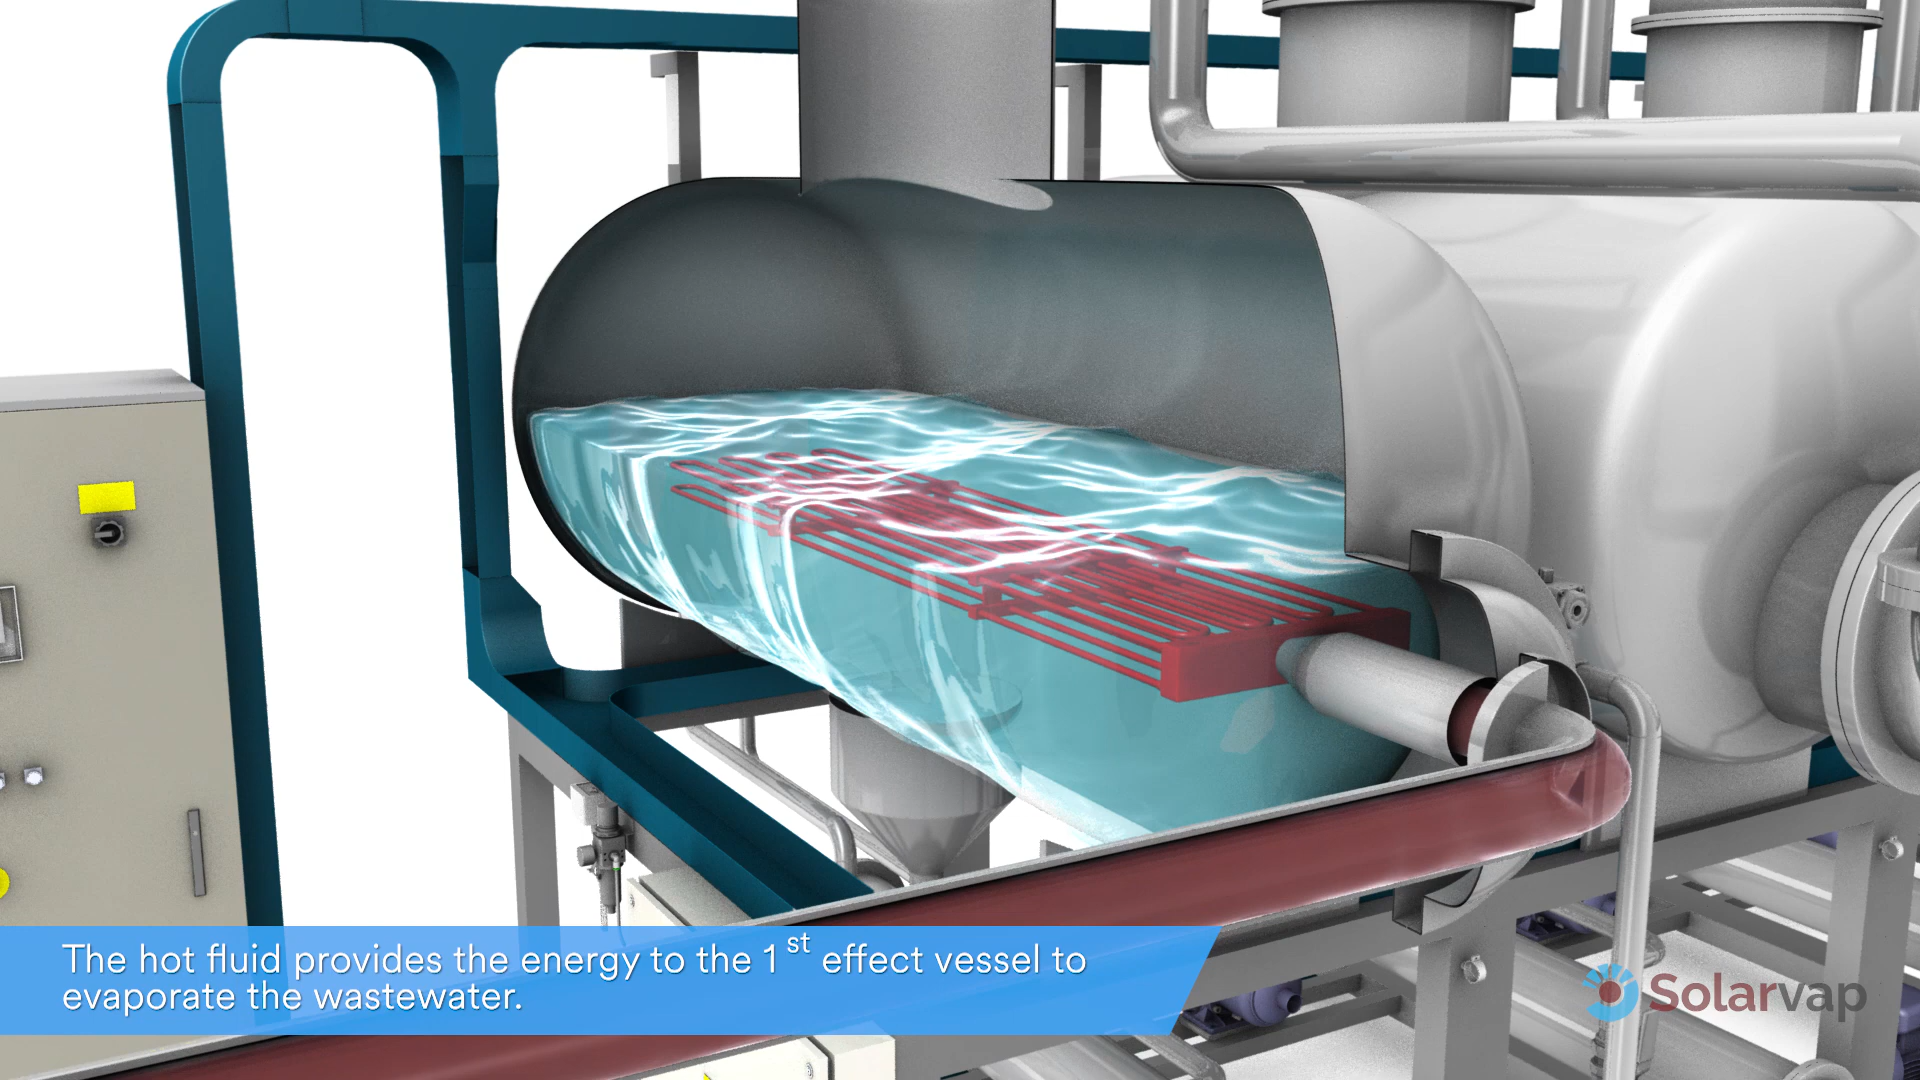 The hot fluid provides the energy to the 1st effect vessel to
evaporate the wastewater.
Solarvap